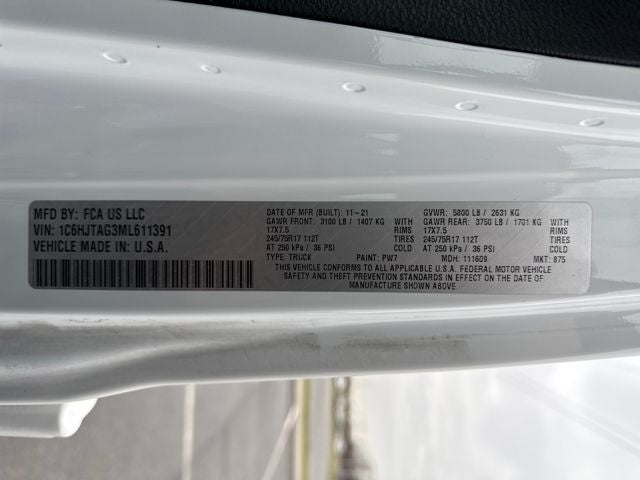 MFD BY: FCA US LLC
VIN: 1C6HJTAG3ML611391
VEHICLE MADE IN U.S.A.
DATE OF MFR (BUILT): 11-21
GAWR FRONT: 3100 LB / 1407 KG WITH
17X7.5 RIMS
245/75R17 112T TIRES
AT 250 kPa / 36 PSI COLD
TYPE: TRUCK PAINT: PW7
GVWR: 5800 LB / 2631 KG
GAWR REAR: 3750 LB / 1701 KG WITH
17X7.5 RIMS
245/75R17 112T TIRES
AT 250 kPa / 36 PSI COLD
MDH: 111609 MKT: 875
THIS VEHICLE CONFORMS TO ALL APPLICABLE U.S.A. FEDERAL MOTOR VEHICLE
SAFETY AND THEFT PREVENTION STANDARDS IN EFFECT ON THE DATE OF
MANUFACTURE SHOWN ABOVE